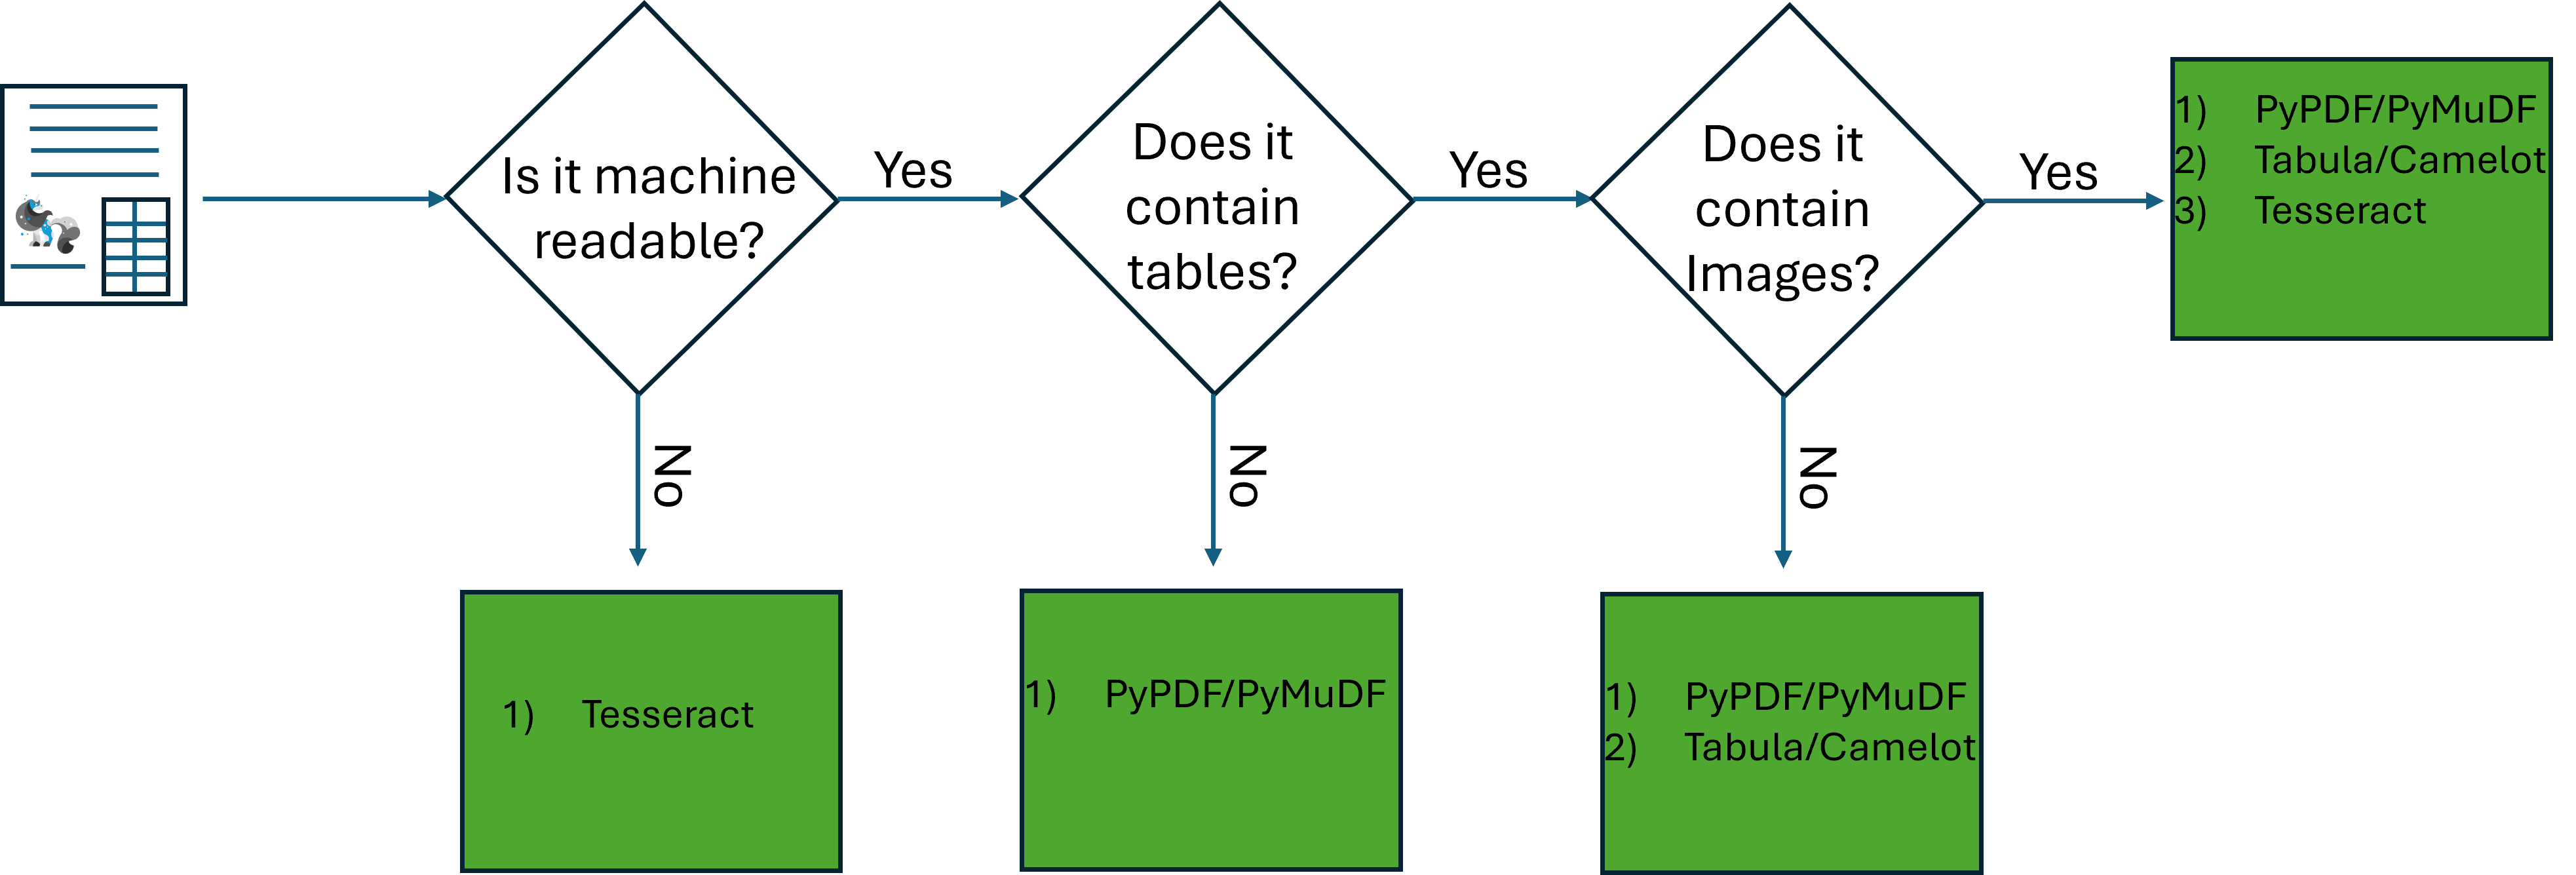 Is it machine
readable?
Yes
Does it
contain
tables?
Yes
Does it
contain
Images?
Yes
1) PyPDF/PyMuDF
2) Tabula/Camelot
3) Tesseract
No
No
No
1) Tesseract
1) PyPDF/PyMuDF
1) PyPDF/PyMuDF
2) Tabula/Camelot